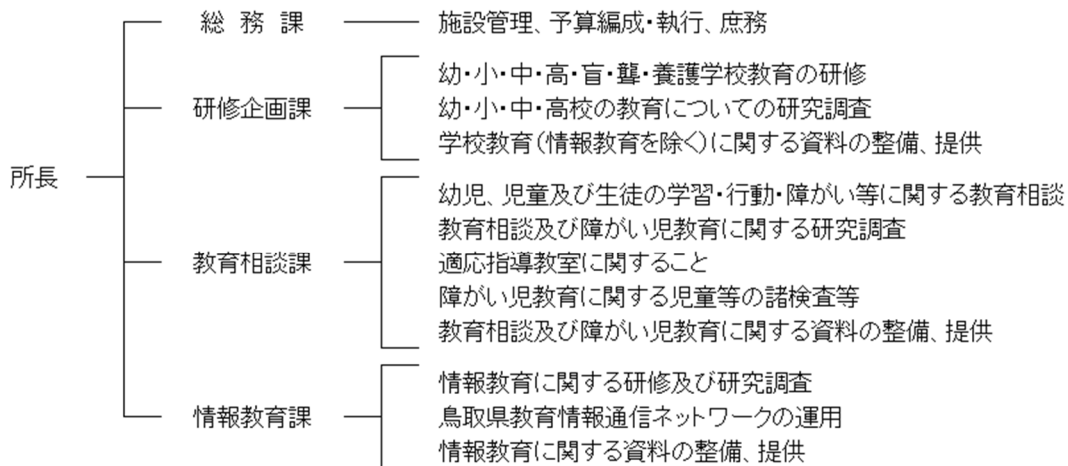 総務課
施設管理、予算編成・執行、庶務
幼・小・中・高・盲・聾・養護学校教育の研修
研修企画課
幼・小・中・高校の教育についての研究調査
学校教育(情報教育を除く)に関する資料の整備、提供
所長
幼児、児童及び生徒の学習・行動・障がい等に関する教育相談
教育相談及び障がい児教育に関する研究調査
教育相談課
適応指導教室に関すること
障がい児教育に関する児童等の諸検査等
教育相談及び障がい児教育に関する資料の整備、提供
情報教育に関する研修及び研究調査
情報教育課
鳥取県教育情報通信ネットワークの運用
情報教育に関する資料の整備、提供